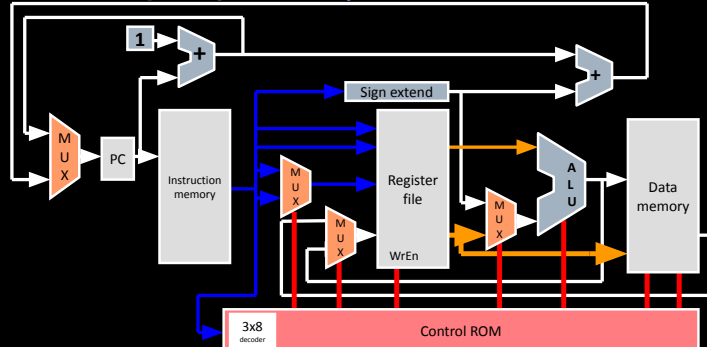 1
+
+
Sign extend
M
U
X
PC
Instruction
memory
M
U
X
Register
file
WrEn
M
U
X
M
U
X
A
L
U
Data
memory
3x8
decoder
Control ROM